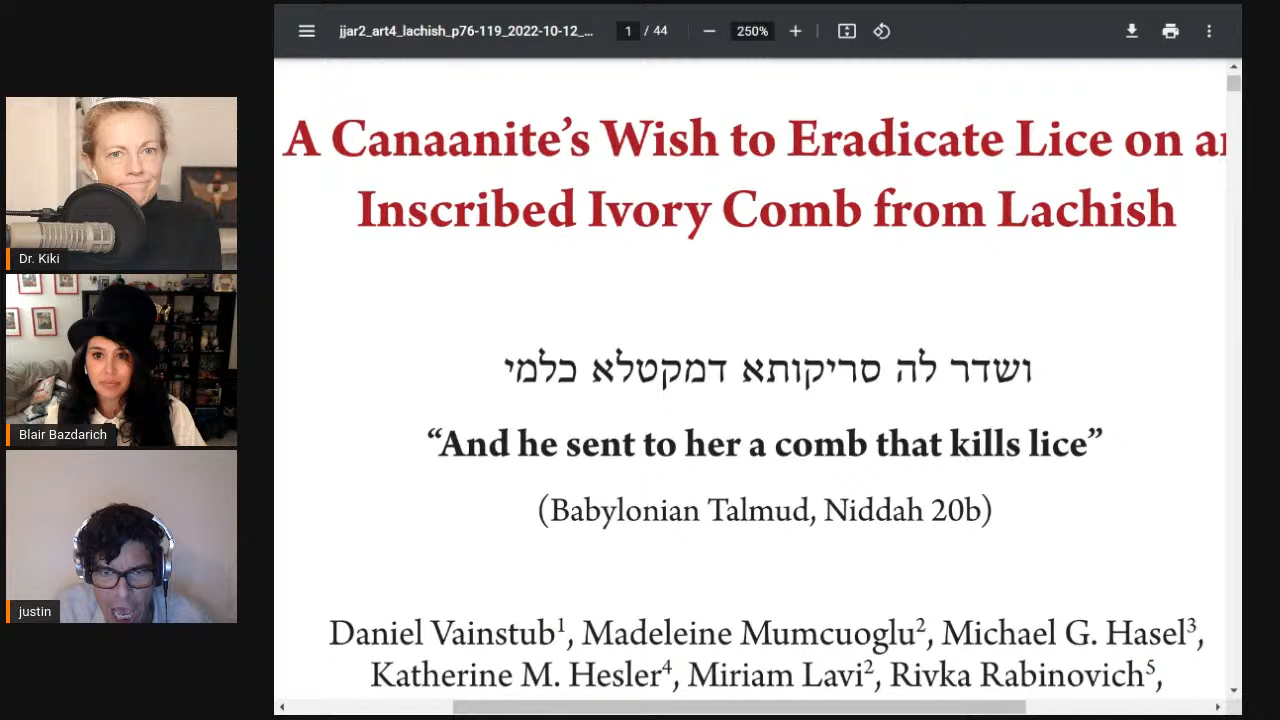 jjar2_art4_lachish_p76-119_2022-10-12_...
1 / 44
250%
A Canaanite's Wish to Eradicate Lice on an
Inscribed Ivory Comb from Lachish
ושדר לה סריקותא דמקטלא כלמי
“And he sent to her a comb that kills lice”
(Babylonian Talmud, Niddah 20b)
Daniel Vainstub1, Madeleine Mumcuoglu2, Michael G. Hasel3,
Katherine M. Hesler4, Miriam Lavi2, Rivka Rabinovich5,
Dr. Kiki
Blair Bazdarich
justin